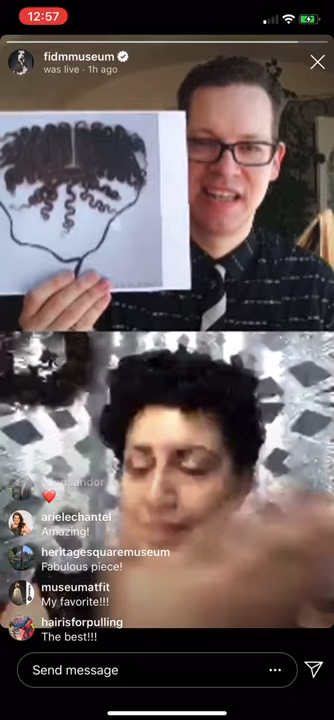 12:57
fidmmuseum
was live · 1h ago
arielechantel
Amazing!
heritagesquaremuseum
Fabulous piece!
museumatfit
My favorite!!!
hairisforpulling
The best!!!
Send message